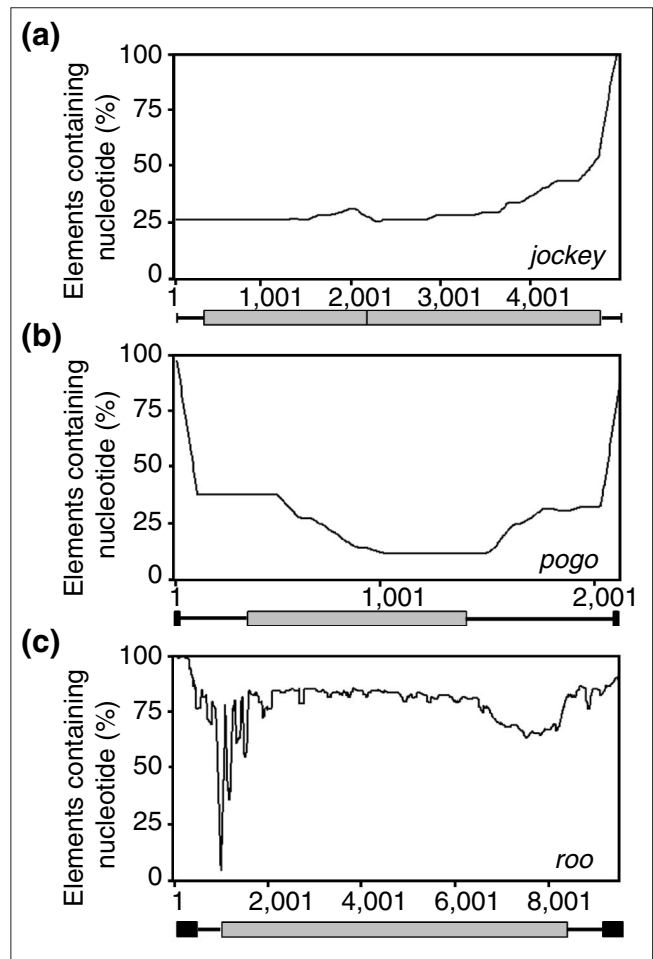 (a)
Elements containing
nucleotide (%)
100
75
50
25
0
jockey
1 1,001 2,001 3,001 4,001
(b)
Elements containing
nucleotide (%)
100
75
50
25
0
pogo
1 1,001 2,001
(c)
Elements containing
nucleotide (%)
100
75
50
25
0
roo
1 2,001 4,001 6,001 8,001